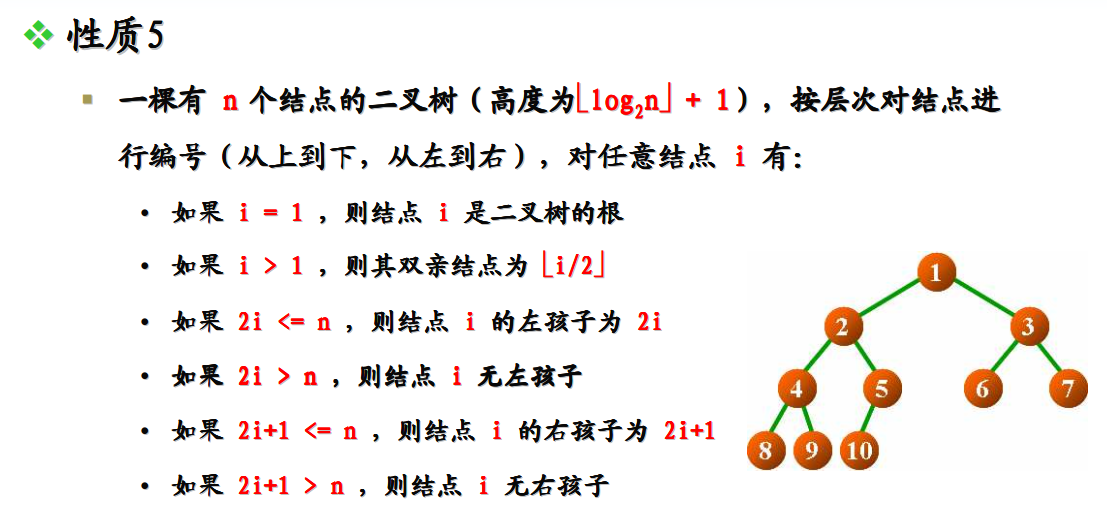 性质5
一棵有 n 个结点的二叉树（高度为⌊log₂n⌋ + 1），按层次对结点进
行编号（从上到下，从左到右），对任意结点 i 有：
• 如果 i = 1 ，则结点 i 是二叉树的根
• 如果 i > 1 ，则其双亲结点为 ⌊i/2⌋
• 如果 2i <= n ，则结点 i 的左孩子为 2i
• 如果 2i > n ，则结点 i 无左孩子
• 如果 2i+1 <= n ，则结点 i 的右孩子为 2i+1
• 如果 2i+1 > n ，则结点 i 无右孩子
1
2 3
4 5 6 7
8 9 10